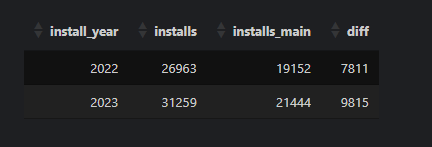 install_year installs installs_main diff
2022 26963 19152 7811
2023 31259 21444 9815